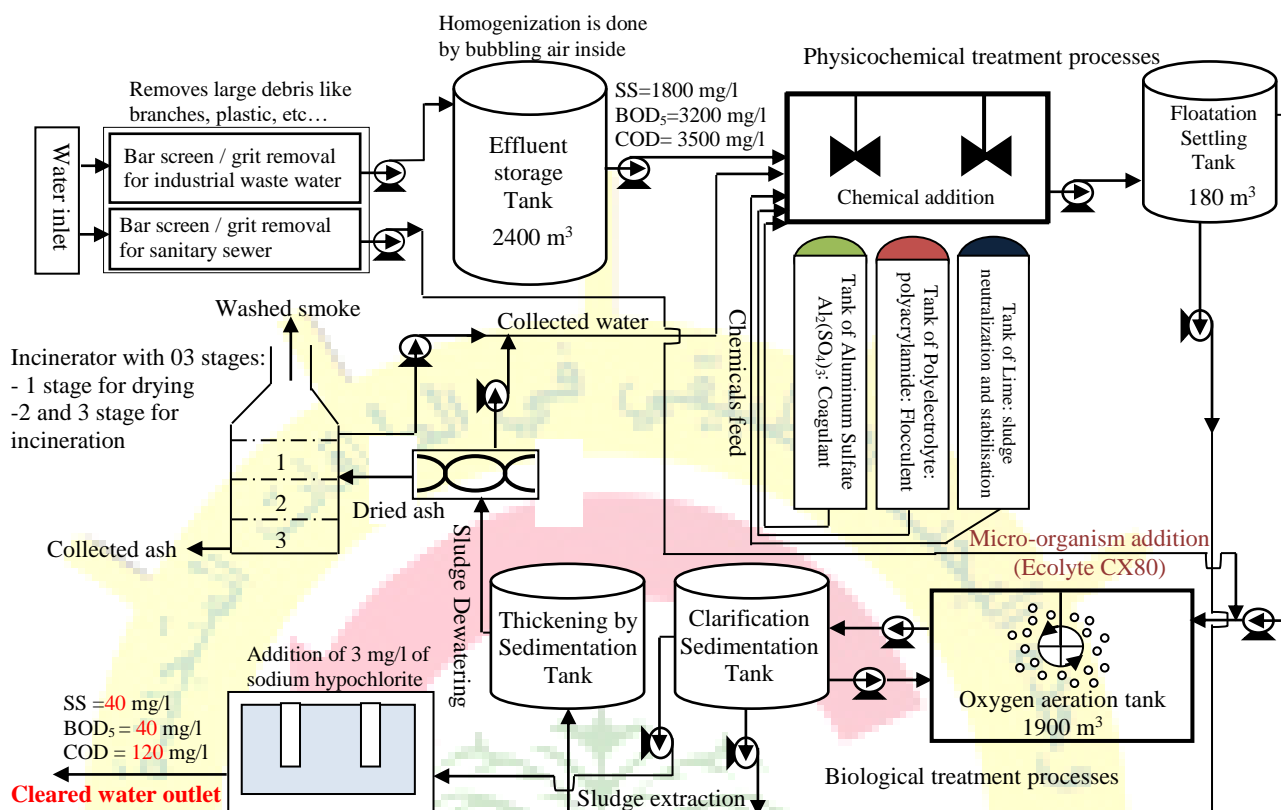 Homogenization is done
by bubbling air inside
Physicochemical treatment processes
Removes large debris like
branches, plastic, etc…
SS=1800 mg/l
BOD₅=3200 mg/l
COD= 3500 mg/l
Water inlet
Bar screen / grit removal
for industrial waste water
Bar screen / grit removal
for sanitary sewer
Effluent
storage
Tank
2400 m³
Chemical addition
Floatation
Settling
Tank
180 m³
Washed smoke
Collected water
Incinerator with 03 stages:
- 1 stage for drying
-2 and 3 stage for
incineration
1
2
3
Dried ash
Collected ash
Chemicals feed
Tank of Aluminum Sulfate
Al₂(SO₄)₃: Coagulant
Tank of Polyelectrolyte:
polyacrylamide: Flocculent
Tank of Lime: sludge
neutralization and stabilisation
Micro-organism addition
(Ecolyte CX80)
Sludge Dewatering
Thickening by
Sedimentation
Tank
Clarification
Sedimentation
Tank
Oxygen aeration tank
1900 m³
Addition of 3 mg/l of
sodium hypochlorite
SS =40 mg/l
BOD₅ = 40 mg/l
COD = 120 mg/l
Cleared water outlet
Sludge extraction
Biological treatment processes